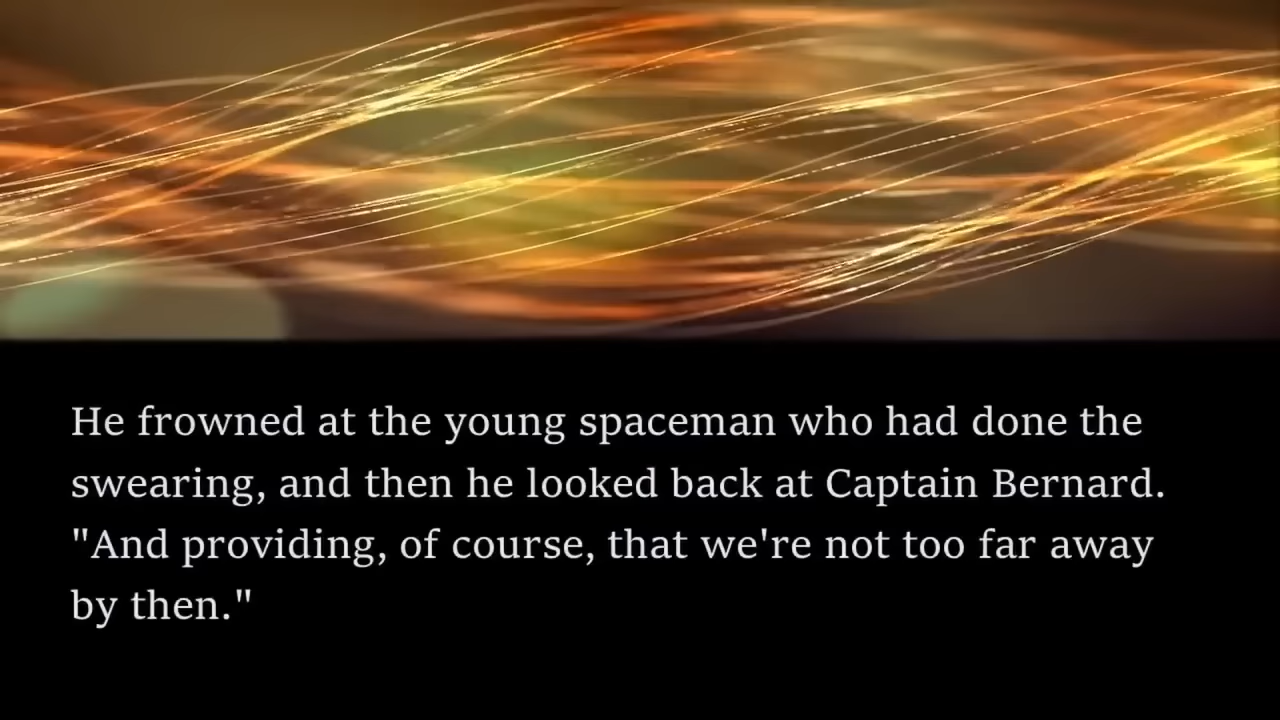 He frowned at the young spaceman who had done the
swearing, and then he looked back at Captain Bernard.
"And providing, of course, that we're not too far away
by then."